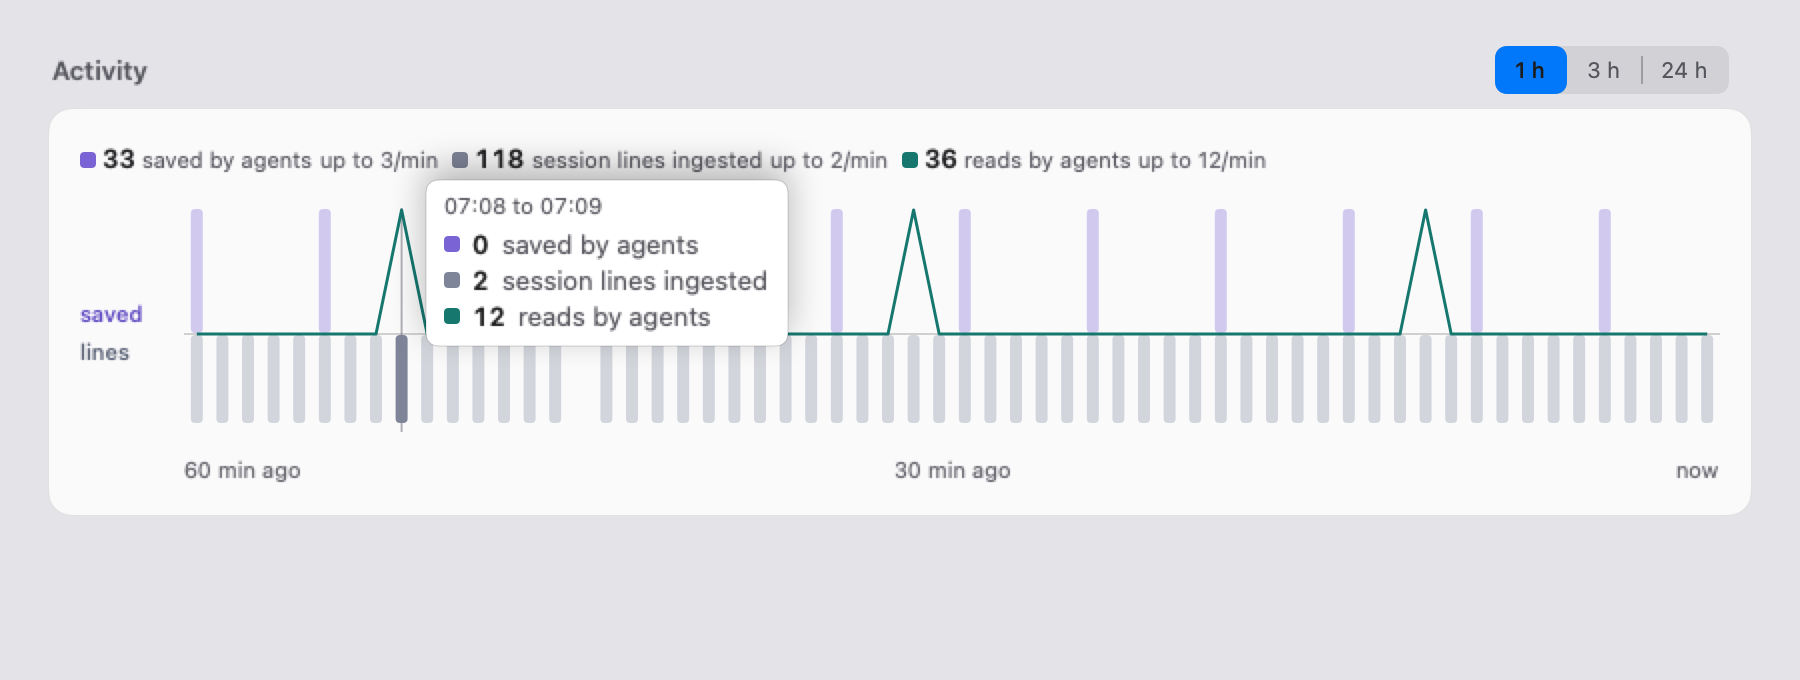 Activity
1 h 3 h 24 h
33 saved by agents up to 3/min 118 session lines ingested up to 2/min 36 reads by agents up to 12/min
07:08 to 07:09
0 saved by agents
2 session lines ingested
12 reads by agents
saved
lines
60 min ago 30 min ago now